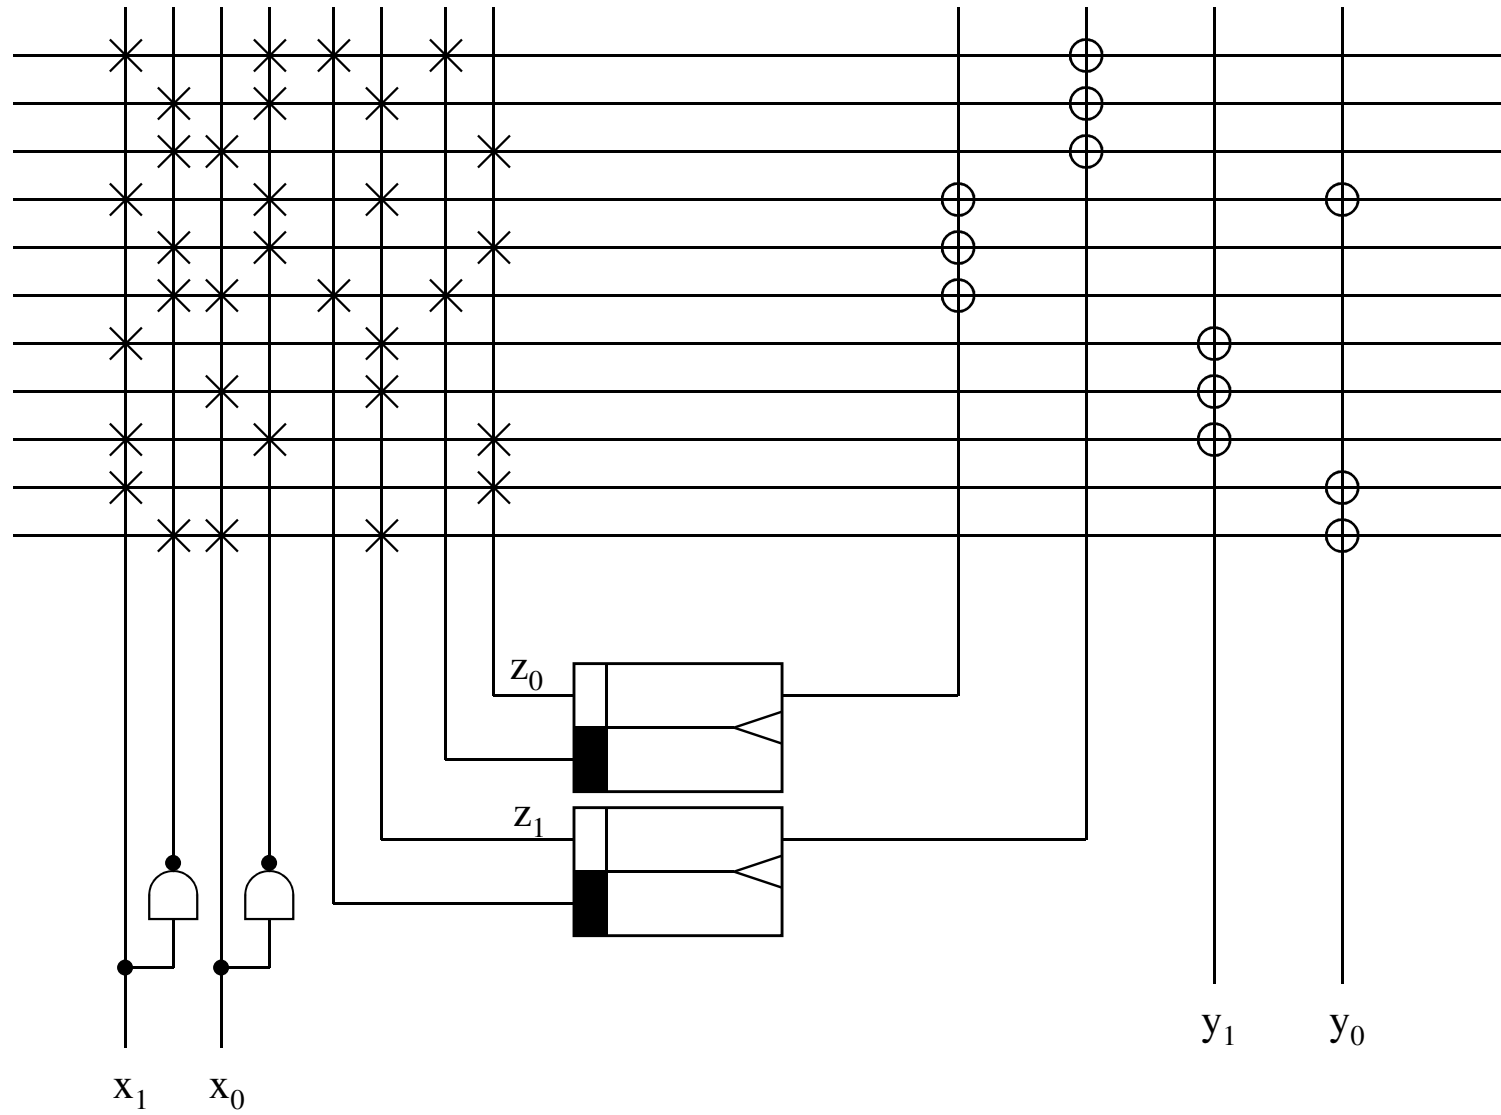 z₀
z₁
y₁ y₀
x₁ x₀